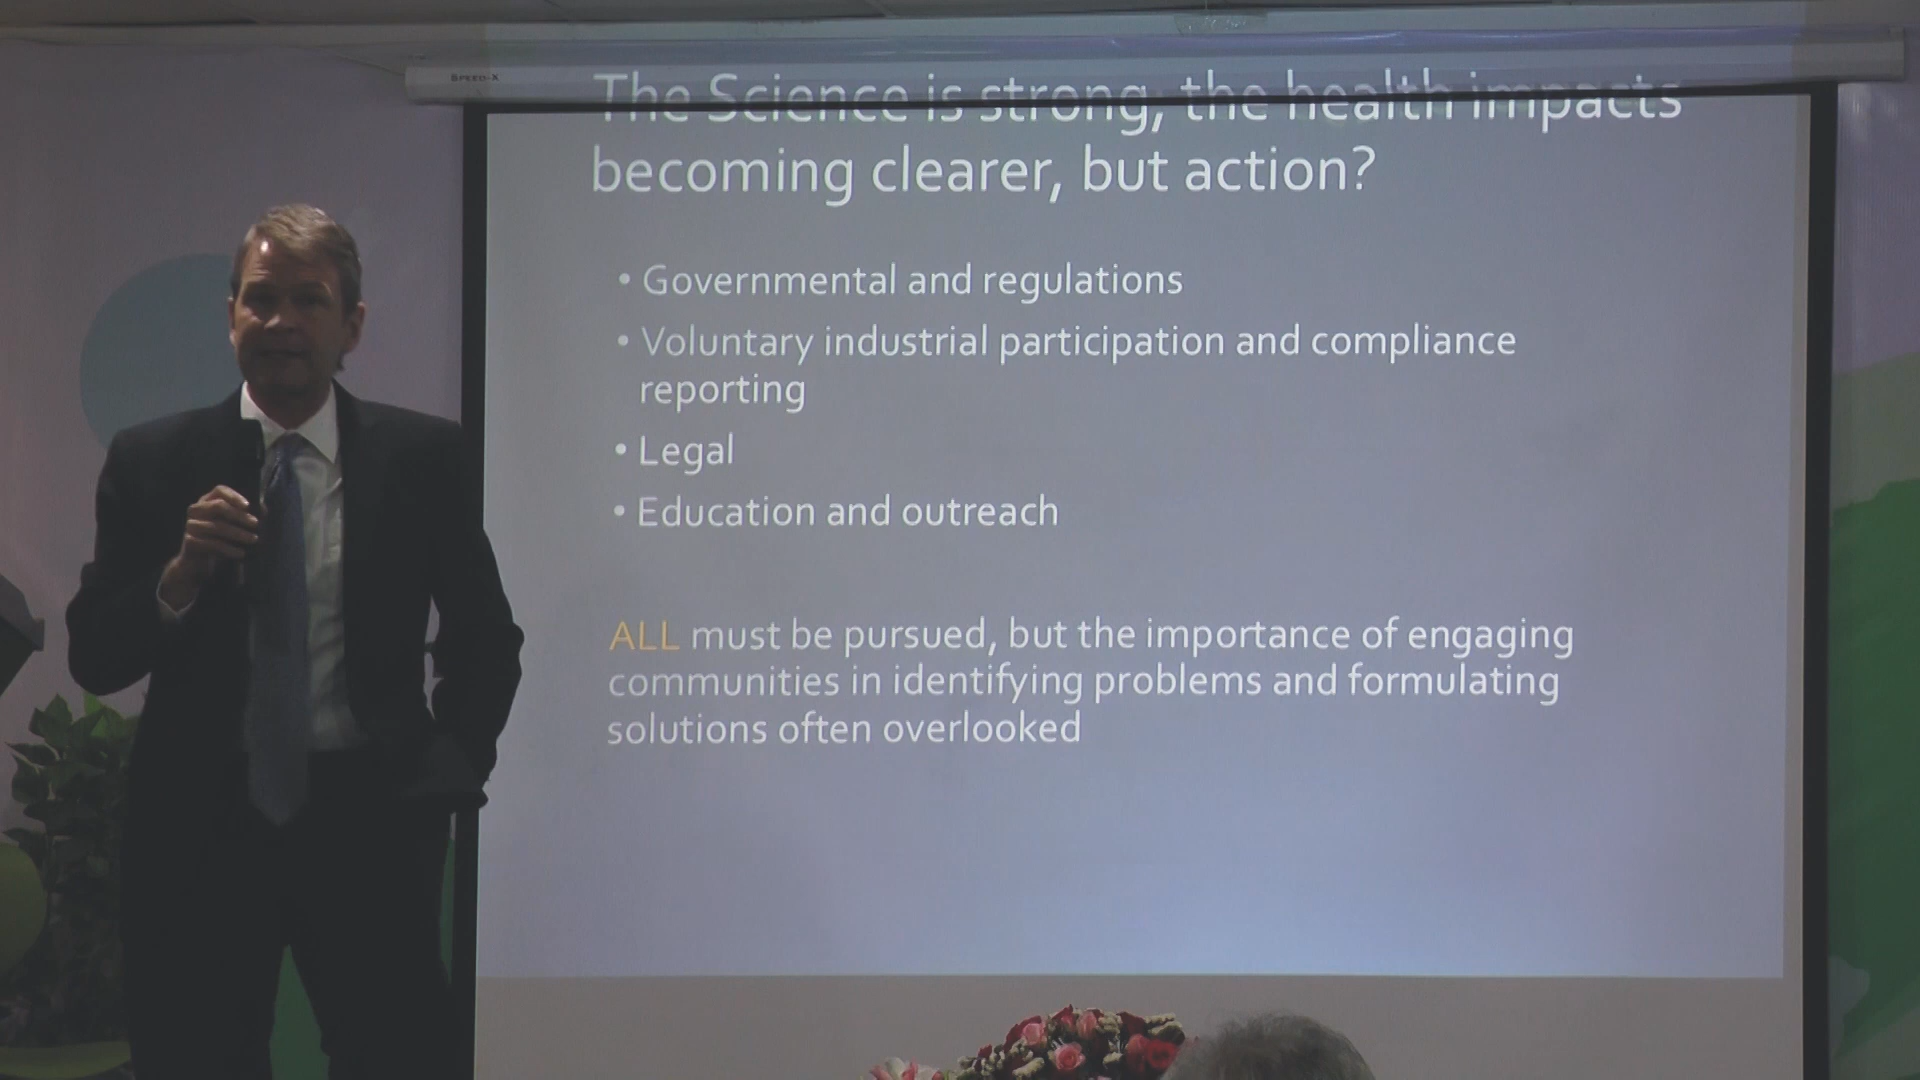 SPEED-X
The Science is strong, the health impacts
becoming clearer, but action?
• Governmental and regulations
• Voluntary industrial participation and compliance
reporting
• Legal
• Education and outreach
ALL must be pursued, but the importance of engaging
communities in identifying problems and formulating
solutions often overlooked